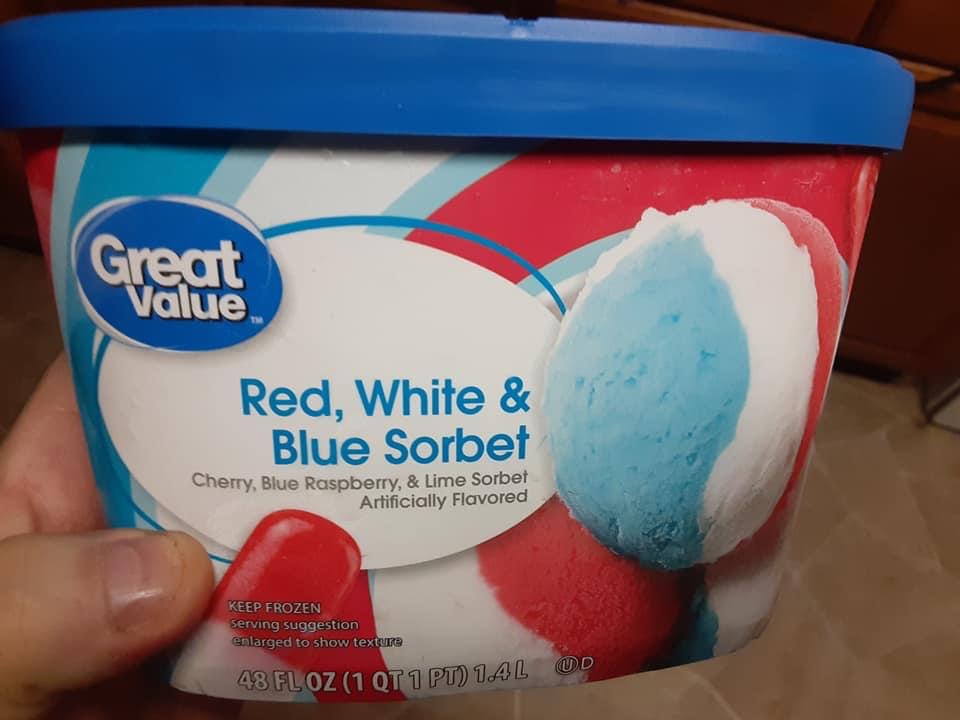 Great
Value™
Red, White &
Blue Sorbet
Cherry, Blue Raspberry, & Lime Sorbet
Artificially Flavored
KEEP FROZEN
serving suggestion
enlarged to show texture
48 FL OZ (1 QT 1 PT) 1.4 L Ⓤ D